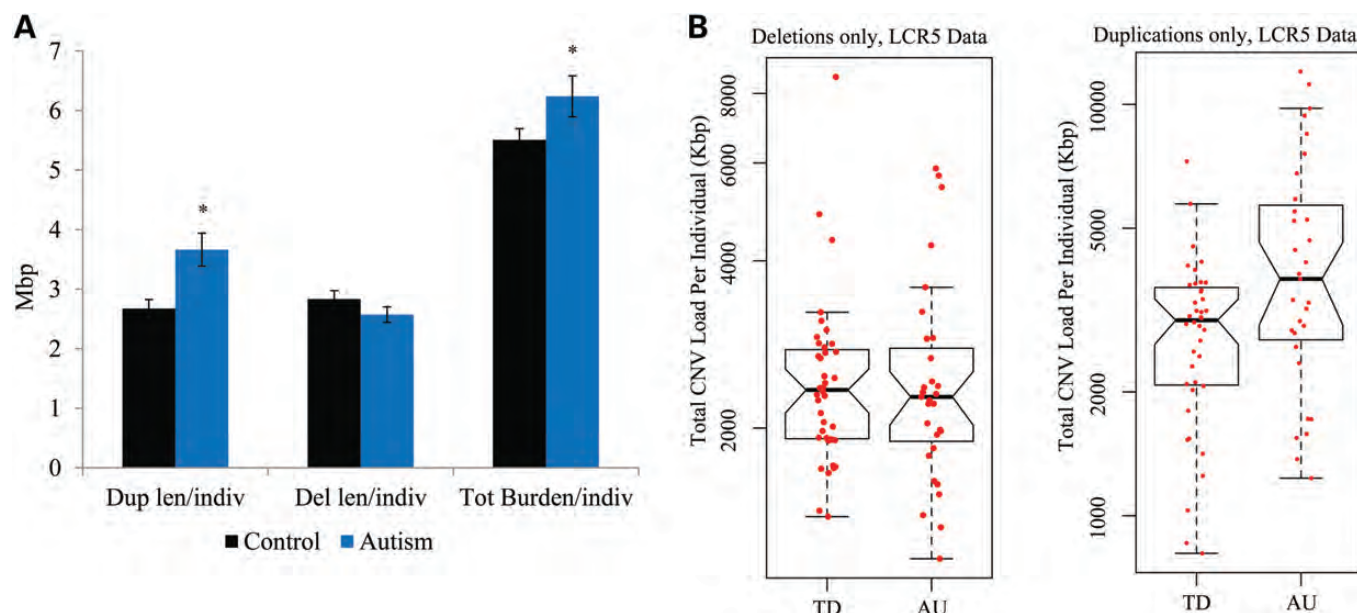 A
7
6
5
4
3
2
1
0
Mbp
*
*
Dup len/indiv
Del len/indiv
Tot Burden/indiv
Control
Autism
B
Deletions only, LCR5 Data
Total CNV Load Per Individual (Kbp)
8000
6000
4000
2000
TD
AU
Duplications only, LCR5 Data
Total CNV Load Per Individual (Kbp)
10000
5000
2000
1000
TD
AU